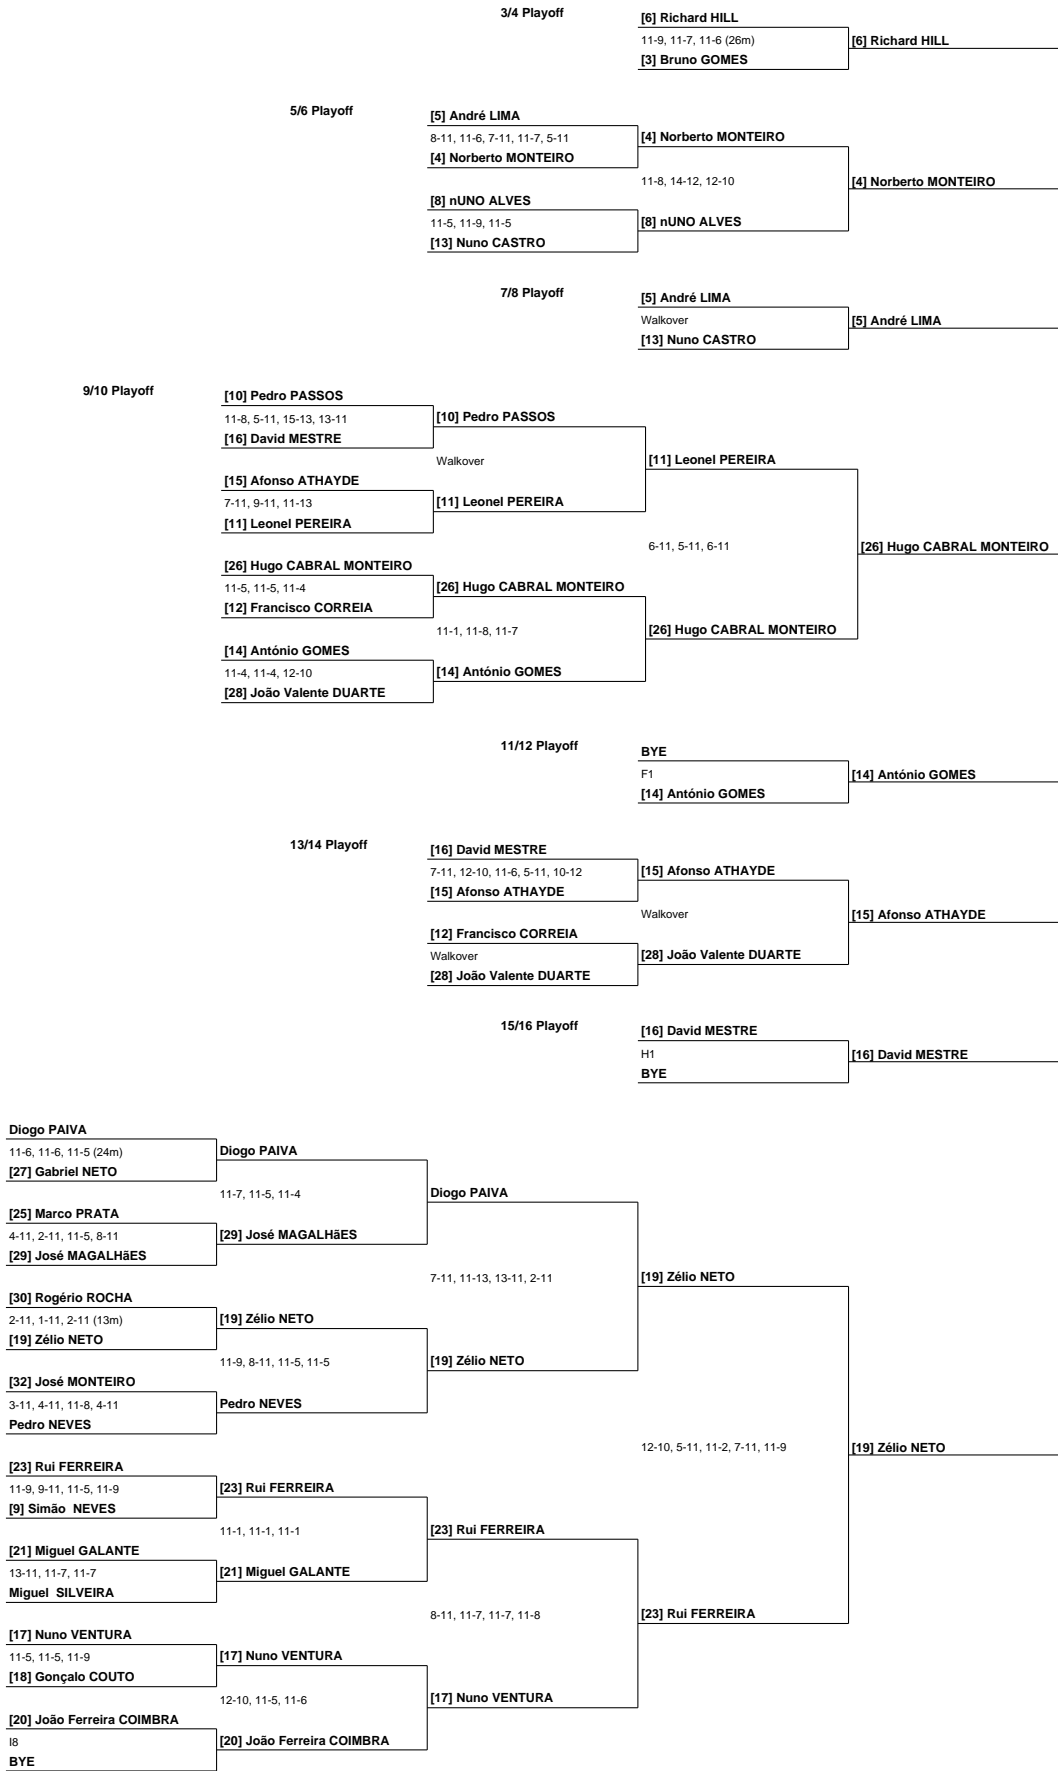 3/4 Playoff
[6] Richard HILL
11-9, 11-7, 11-6 (26m)
[6] Richard HILL
[3] Bruno GOMES
5/6 Playoff
[5] André LIMA
8-11, 11-6, 7-11, 11-7, 5-11
[4] Norberto MONTEIRO
[4] Norberto MONTEIRO
11-8, 14-12, 12-10
[4] Norberto MONTEIRO
[8] nUNO ALVES
11-5, 11-9, 11-5
[8] nUNO ALVES
[13] Nuno CASTRO
7/8 Playoff
[5] André LIMA
Walkover
[5] André LIMA
[13] Nuno CASTRO
9/10 Playoff
[10] Pedro PASSOS
11-8, 5-11, 15-13, 13-11
[10] Pedro PASSOS
[16] David MESTRE
Walkover
[11] Leonel PEREIRA
[15] Afonso ATHAYDE
7-11, 9-11, 11-13
[11] Leonel PEREIRA
[11] Leonel PEREIRA
6-11, 5-11, 6-11
[26] Hugo CABRAL MONTEIRO
[26] Hugo CABRAL MONTEIRO
11-5, 11-5, 11-4
[26] Hugo CABRAL MONTEIRO
[12] Francisco CORREIA
11-1, 11-8, 11-7
[26] Hugo CABRAL MONTEIRO
[14] António GOMES
11-4, 11-4, 12-10
[14] António GOMES
[28] João Valente DUARTE
11/12 Playoff
BYE
F1
[14] António GOMES
[14] António GOMES
13/14 Playoff
[16] David MESTRE
7-11, 12-10, 11-6, 5-11, 10-12
[15] Afonso ATHAYDE
[15] Afonso ATHAYDE
Walkover
[15] Afonso ATHAYDE
[12] Francisco CORREIA
Walkover
[28] João Valente DUARTE
[28] João Valente DUARTE
15/16 Playoff
[16] David MESTRE
H1
[16] David MESTRE
BYE
Diogo PAIVA
11-6, 11-6, 11-5 (24m)
Diogo PAIVA
[27] Gabriel NETO
11-7, 11-5, 11-4
Diogo PAIVA
[25] Marco PRATA
4-11, 2-11, 11-5, 8-11
[29] José MAGALHãES
[29] José MAGALHãES
7-11, 11-13, 13-11, 2-11
[19] Zélio NETO
[30] Rogério ROCHA
2-11, 1-11, 2-11 (13m)
[19] Zélio NETO
[19] Zélio NETO
11-9, 8-11, 11-5, 11-5
[19] Zélio NETO
[32] José MONTEIRO
3-11, 4-11, 11-8, 4-11
Pedro NEVES
Pedro NEVES
12-10, 5-11, 11-2, 7-11, 11-9
[19] Zélio NETO
[23] Rui FERREIRA
11-9, 9-11, 11-5, 11-9
[23] Rui FERREIRA
[9] Simão  NEVES
11-1, 11-1, 11-1
[23] Rui FERREIRA
[21] Miguel GALANTE
13-11, 11-7, 11-7
[21] Miguel GALANTE
Miguel  SILVEIRA
8-11, 11-7, 11-7, 11-8
[23] Rui FERREIRA
[17] Nuno VENTURA
11-5, 11-5, 11-9
[17] Nuno VENTURA
[18] Gonçalo COUTO
12-10, 11-5, 11-6
[17] Nuno VENTURA
[20] João Ferreira COIMBRA
I8
[20] João Ferreira COIMBRA
BYE